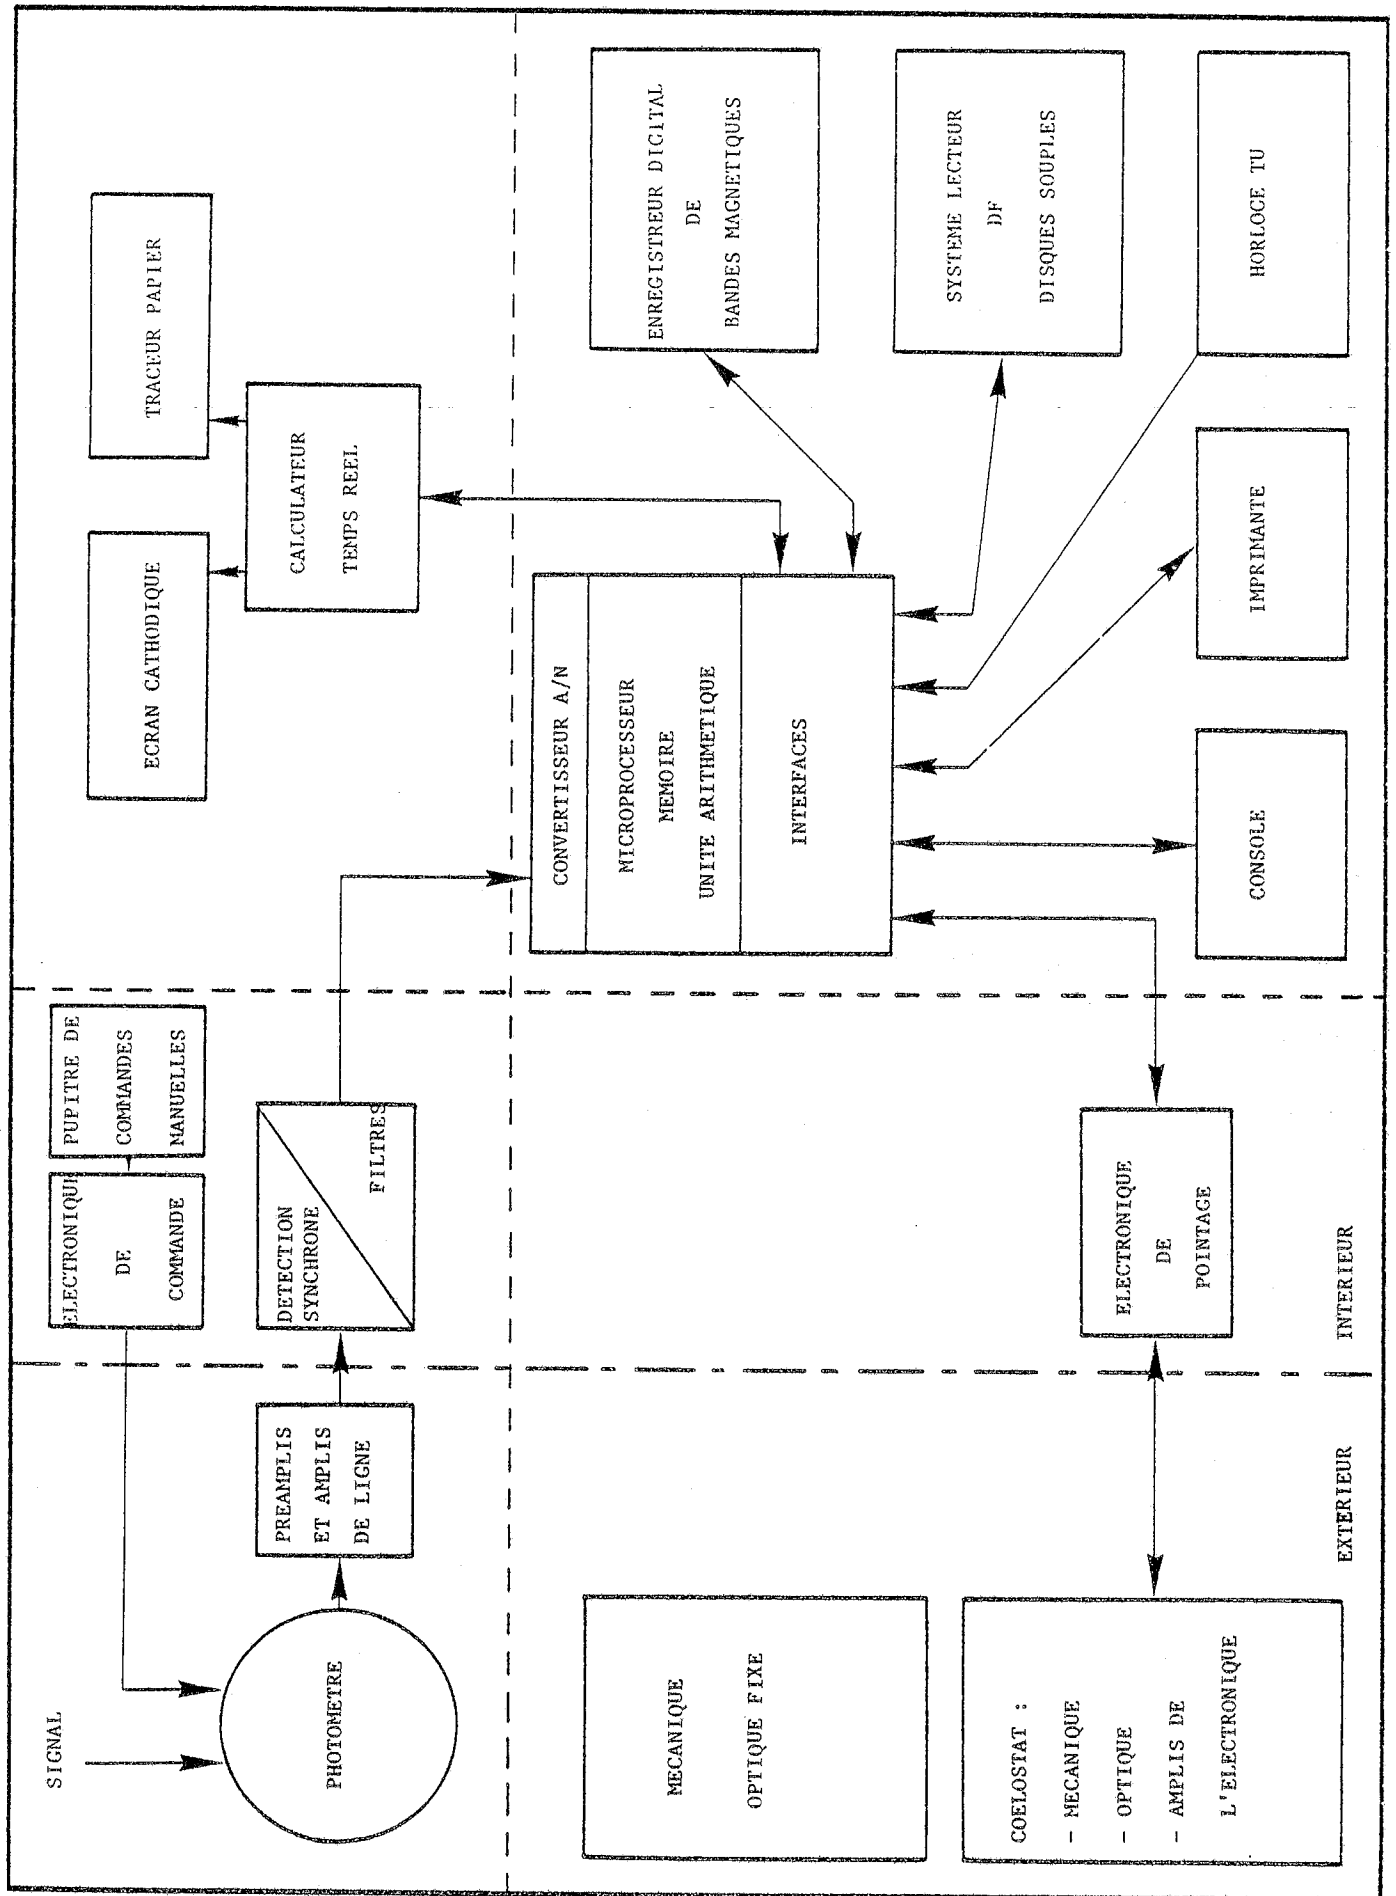 SIGNAL
PHOTOMETRE
PREAMPLIS
ET AMPLIS
DE LIGNE
ELECTRONIQUE
DE
COMMANDE
PUPITRE DE
COMMANDES
MANUELLES
DETECTION
SYNCHRONE
FILTRES
ECRAN CATHODIQUE
TRACEUR PAPIER
CALCULATEUR
TEMPS REEL
MECANIQUE
OPTIQUE FIXE
COELOSTAT :
- MECANIQUE
- OPTIQUE
- AMPLIS DE
L'ELECTRONIQUE
EXTERIEUR
ELECTRONIQUE
DE
POINTAGE
INTERIEUR
CONVERTISSEUR A/N
MICROPROCESSEUR
MEMOIRE
UNITE ARITHMETIQUE
INTERFACES
ENREGISTREUR DIGITAL
DE
BANDES MAGNETIQUES
SYSTEME LECTEUR
DF
DISQUES SOUPLES
CONSOLE
IMPRIMANTE
HORLOGE TU